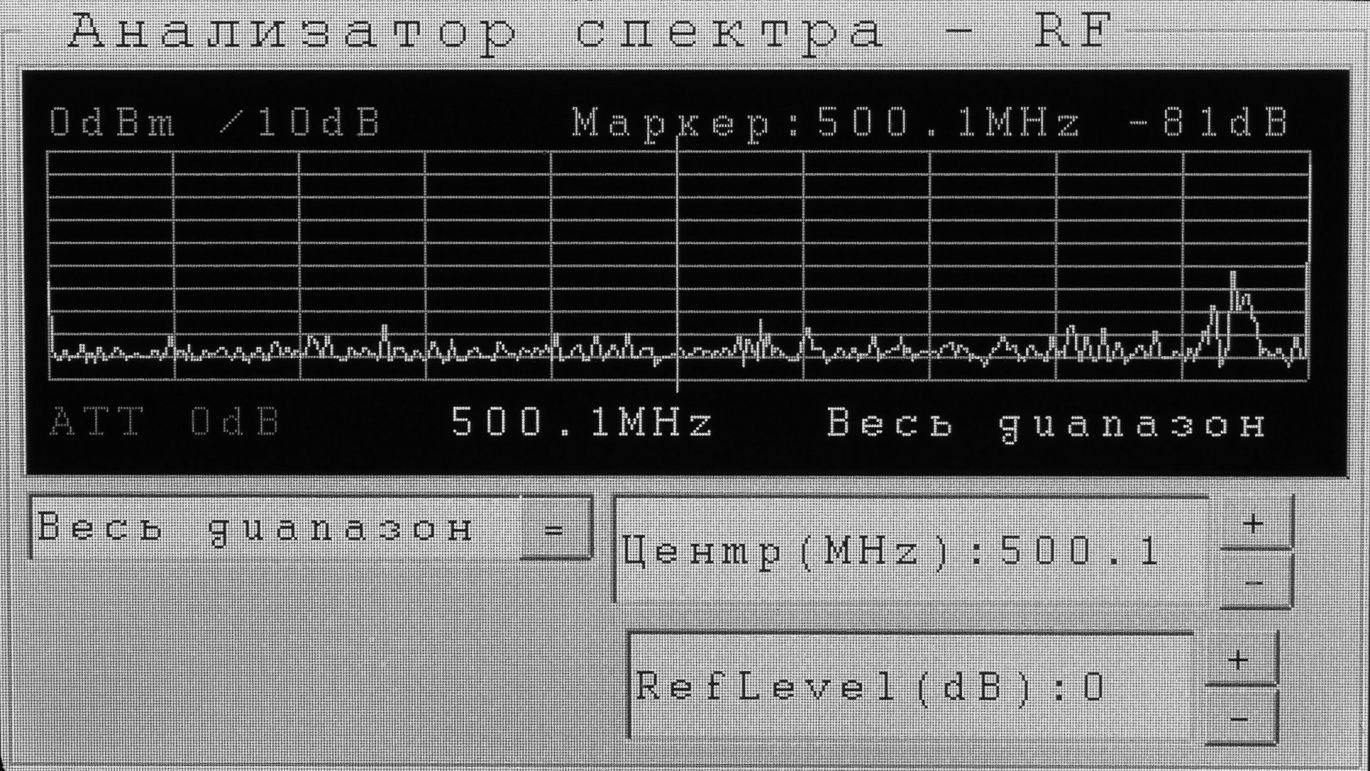 Анализатор спектра - RF
0dBm /10dB Маркер:500.1MHz -81dB
ATT 0dB 500.1MHz Весь диапазон
Весь диапазон =
Центр(MHz):500.1 + -
RefLevel(dB):0 + -